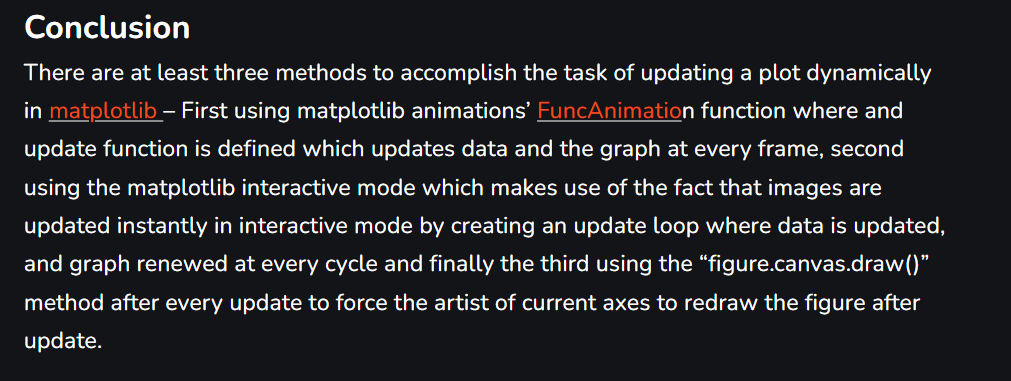 Conclusion
There are at least three methods to accomplish the task of updating a plot dynamically
in matplotlib – First using matplotlib animations’ FuncAnimation function where and
update function is defined which updates data and the graph at every frame, second
using the matplotlib interactive mode which makes use of the fact that images are
updated instantly in interactive mode by creating an update loop where data is updated,
and graph renewed at every cycle and finally the third using the “figure.canvas.draw()”
method after every update to force the artist of current axes to redraw the figure after
update.